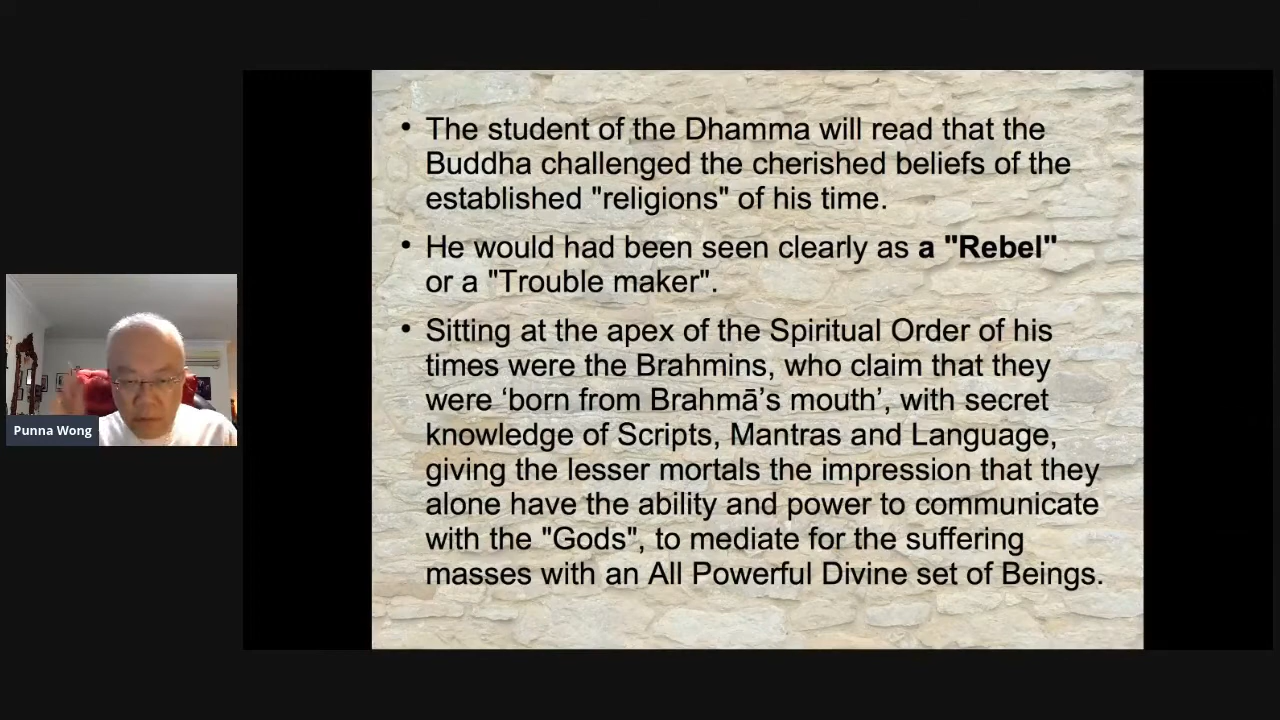 • The student of the Dhamma will read that the
Buddha challenged the cherished beliefs of the
established "religions" of his time.
• He would had been seen clearly as a "Rebel"
or a "Trouble maker".
• Sitting at the apex of the Spiritual Order of his
times were the Brahmins, who claim that they
were ‘born from Brahmā’s mouth’, with secret
knowledge of Scripts, Mantras and Language,
giving the lesser mortals the impression that they
alone have the ability and power to communicate
with the "Gods", to mediate for the suffering
masses with an All Powerful Divine set of Beings.
Punna Wong